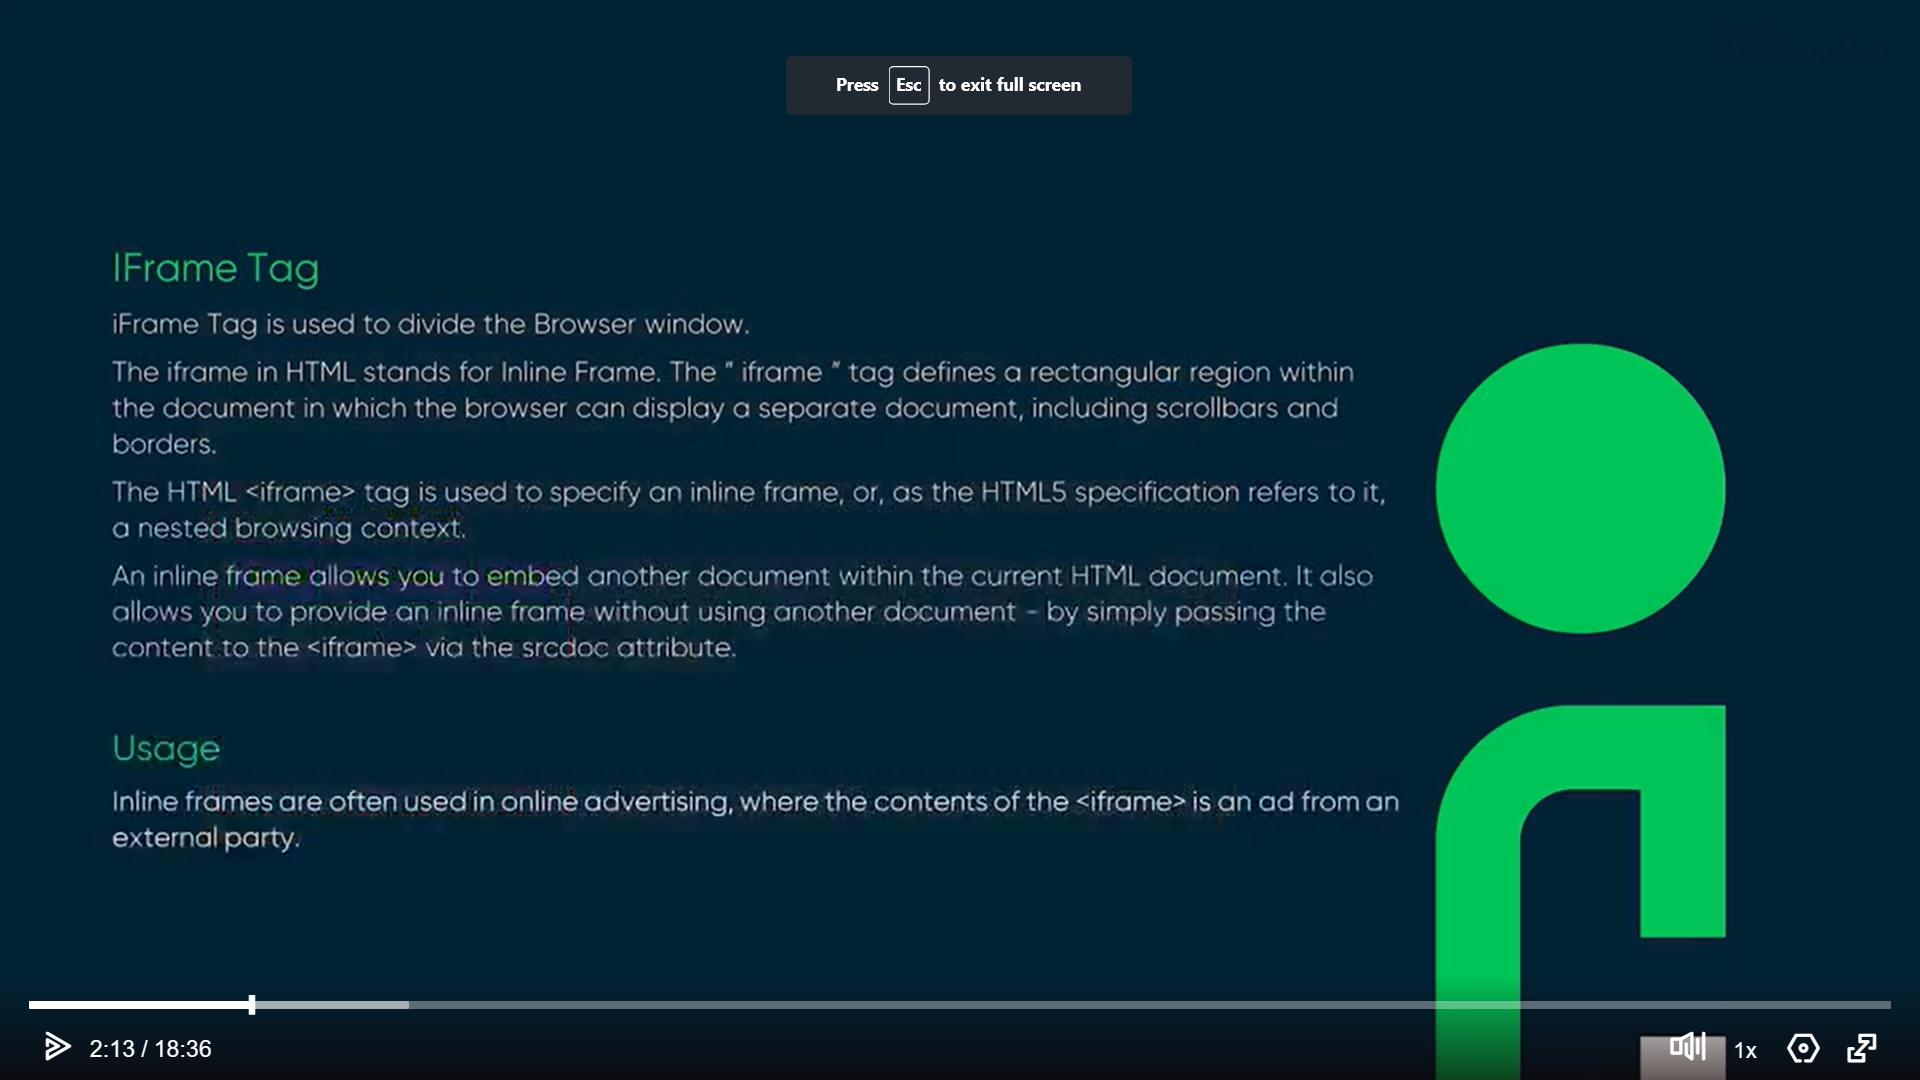 Press Esc to exit full screen
IFrame Tag
iFrame Tag is used to divide the Browser window.
The iframe in HTML stands for Inline Frame. The " iframe " tag defines a rectangular region within
the document in which the browser can display a separate document, including scrollbars and
borders.
The HTML <iframe> tag is used to specify an inline frame, or, as the HTML5 specification refers to it,
a nested browsing context.
An inline frame allows you to embed another document within the current HTML document. It also
allows you to provide an inline frame without using another document - by simply passing the
content to the <iframe> via the srcdoc attribute.
Usage
Inline frames are often used in online advertising, where the contents of the <iframe> is an ad from an
external party.
2:13 / 18:36
1x